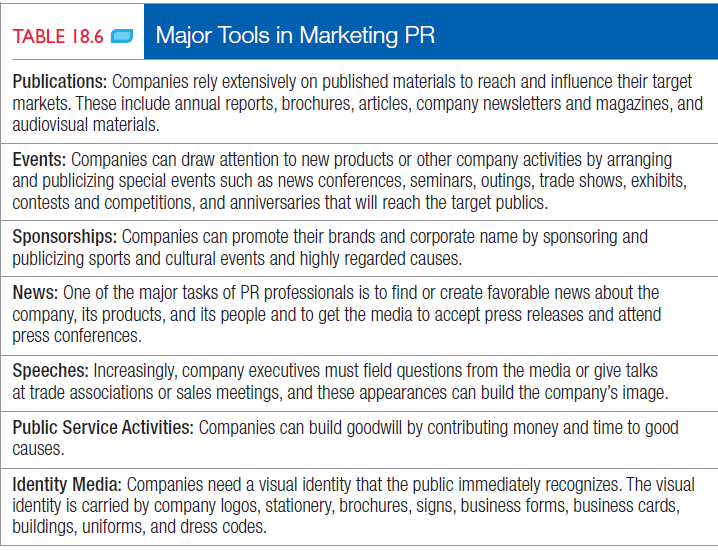 TABLE 18.6
Major Tools in Marketing PR
Publications: Companies rely extensively on published materials to reach and influence their target
markets. These include annual reports, brochures, articles, company newsletters and magazines, and
audiovisual materials.
Events: Companies can draw attention to new products or other company activities by arranging
and publicizing special events such as news conferences, seminars, outings, trade shows, exhibits,
contests and competitions, and anniversaries that will reach the target publics.
Sponsorships: Companies can promote their brands and corporate name by sponsoring and
publicizing sports and cultural events and highly regarded causes.
News: One of the major tasks of PR professionals is to find or create favorable news about the
company, its products, and its people and to get the media to accept press releases and attend
press conferences.
Speeches: Increasingly, company executives must field questions from the media or give talks
at trade associations or sales meetings, and these appearances can build the company's image.
Public Service Activities: Companies can build goodwill by contributing money and time to good
causes.
Identity Media: Companies need a visual identity that the public immediately recognizes. The visual
identity is carried by company logos, stationery, brochures, signs, business forms, business cards,
buildings, uniforms, and dress codes.